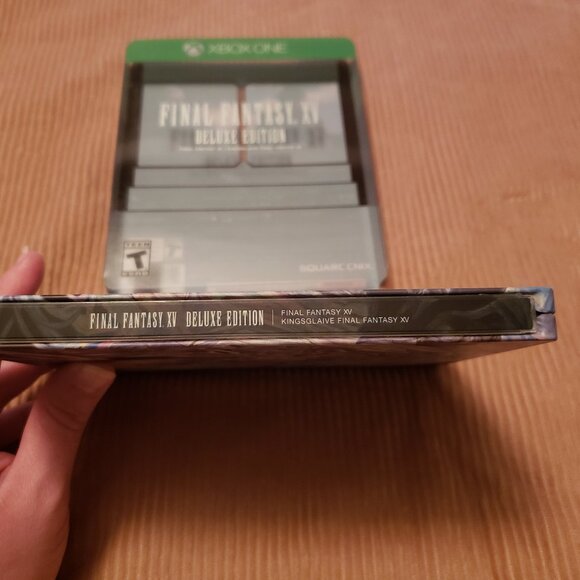 XBOX ONE
FINAL FANTASY XV
DELUXE EDITION
TEEN
T
SQUARE ENIX
FINAL FANTASY XV DELUXE EDITION
FINAL FANTASY XV
KINGSGLAIVE FINAL FANTASY XV